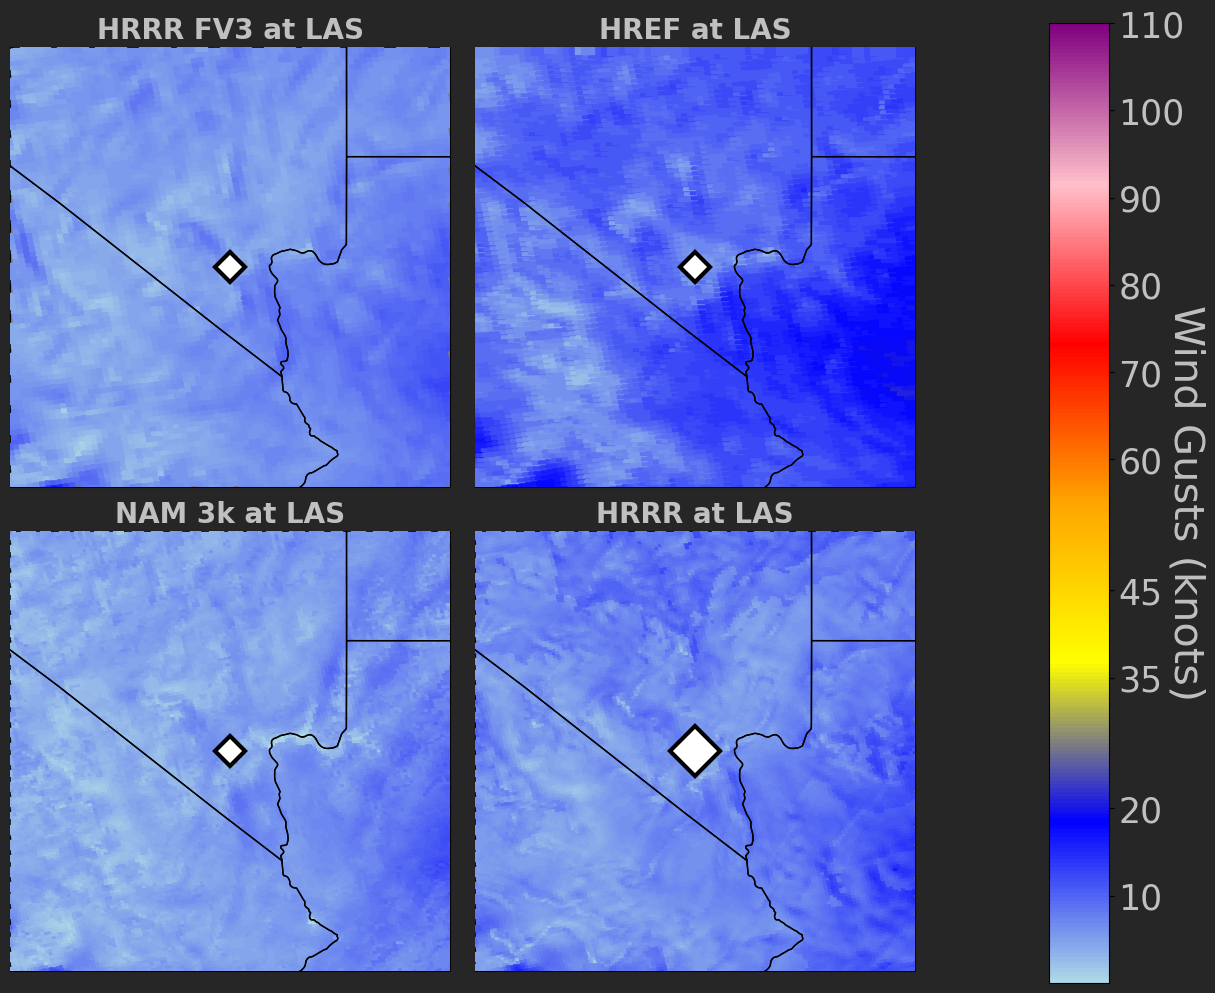 HRRR FV3 at LAS
HREF at LAS
NAM 3k at LAS
HRRR at LAS
110
100
90
80
70
60
45
35
20
10
Wind Gusts (knots)